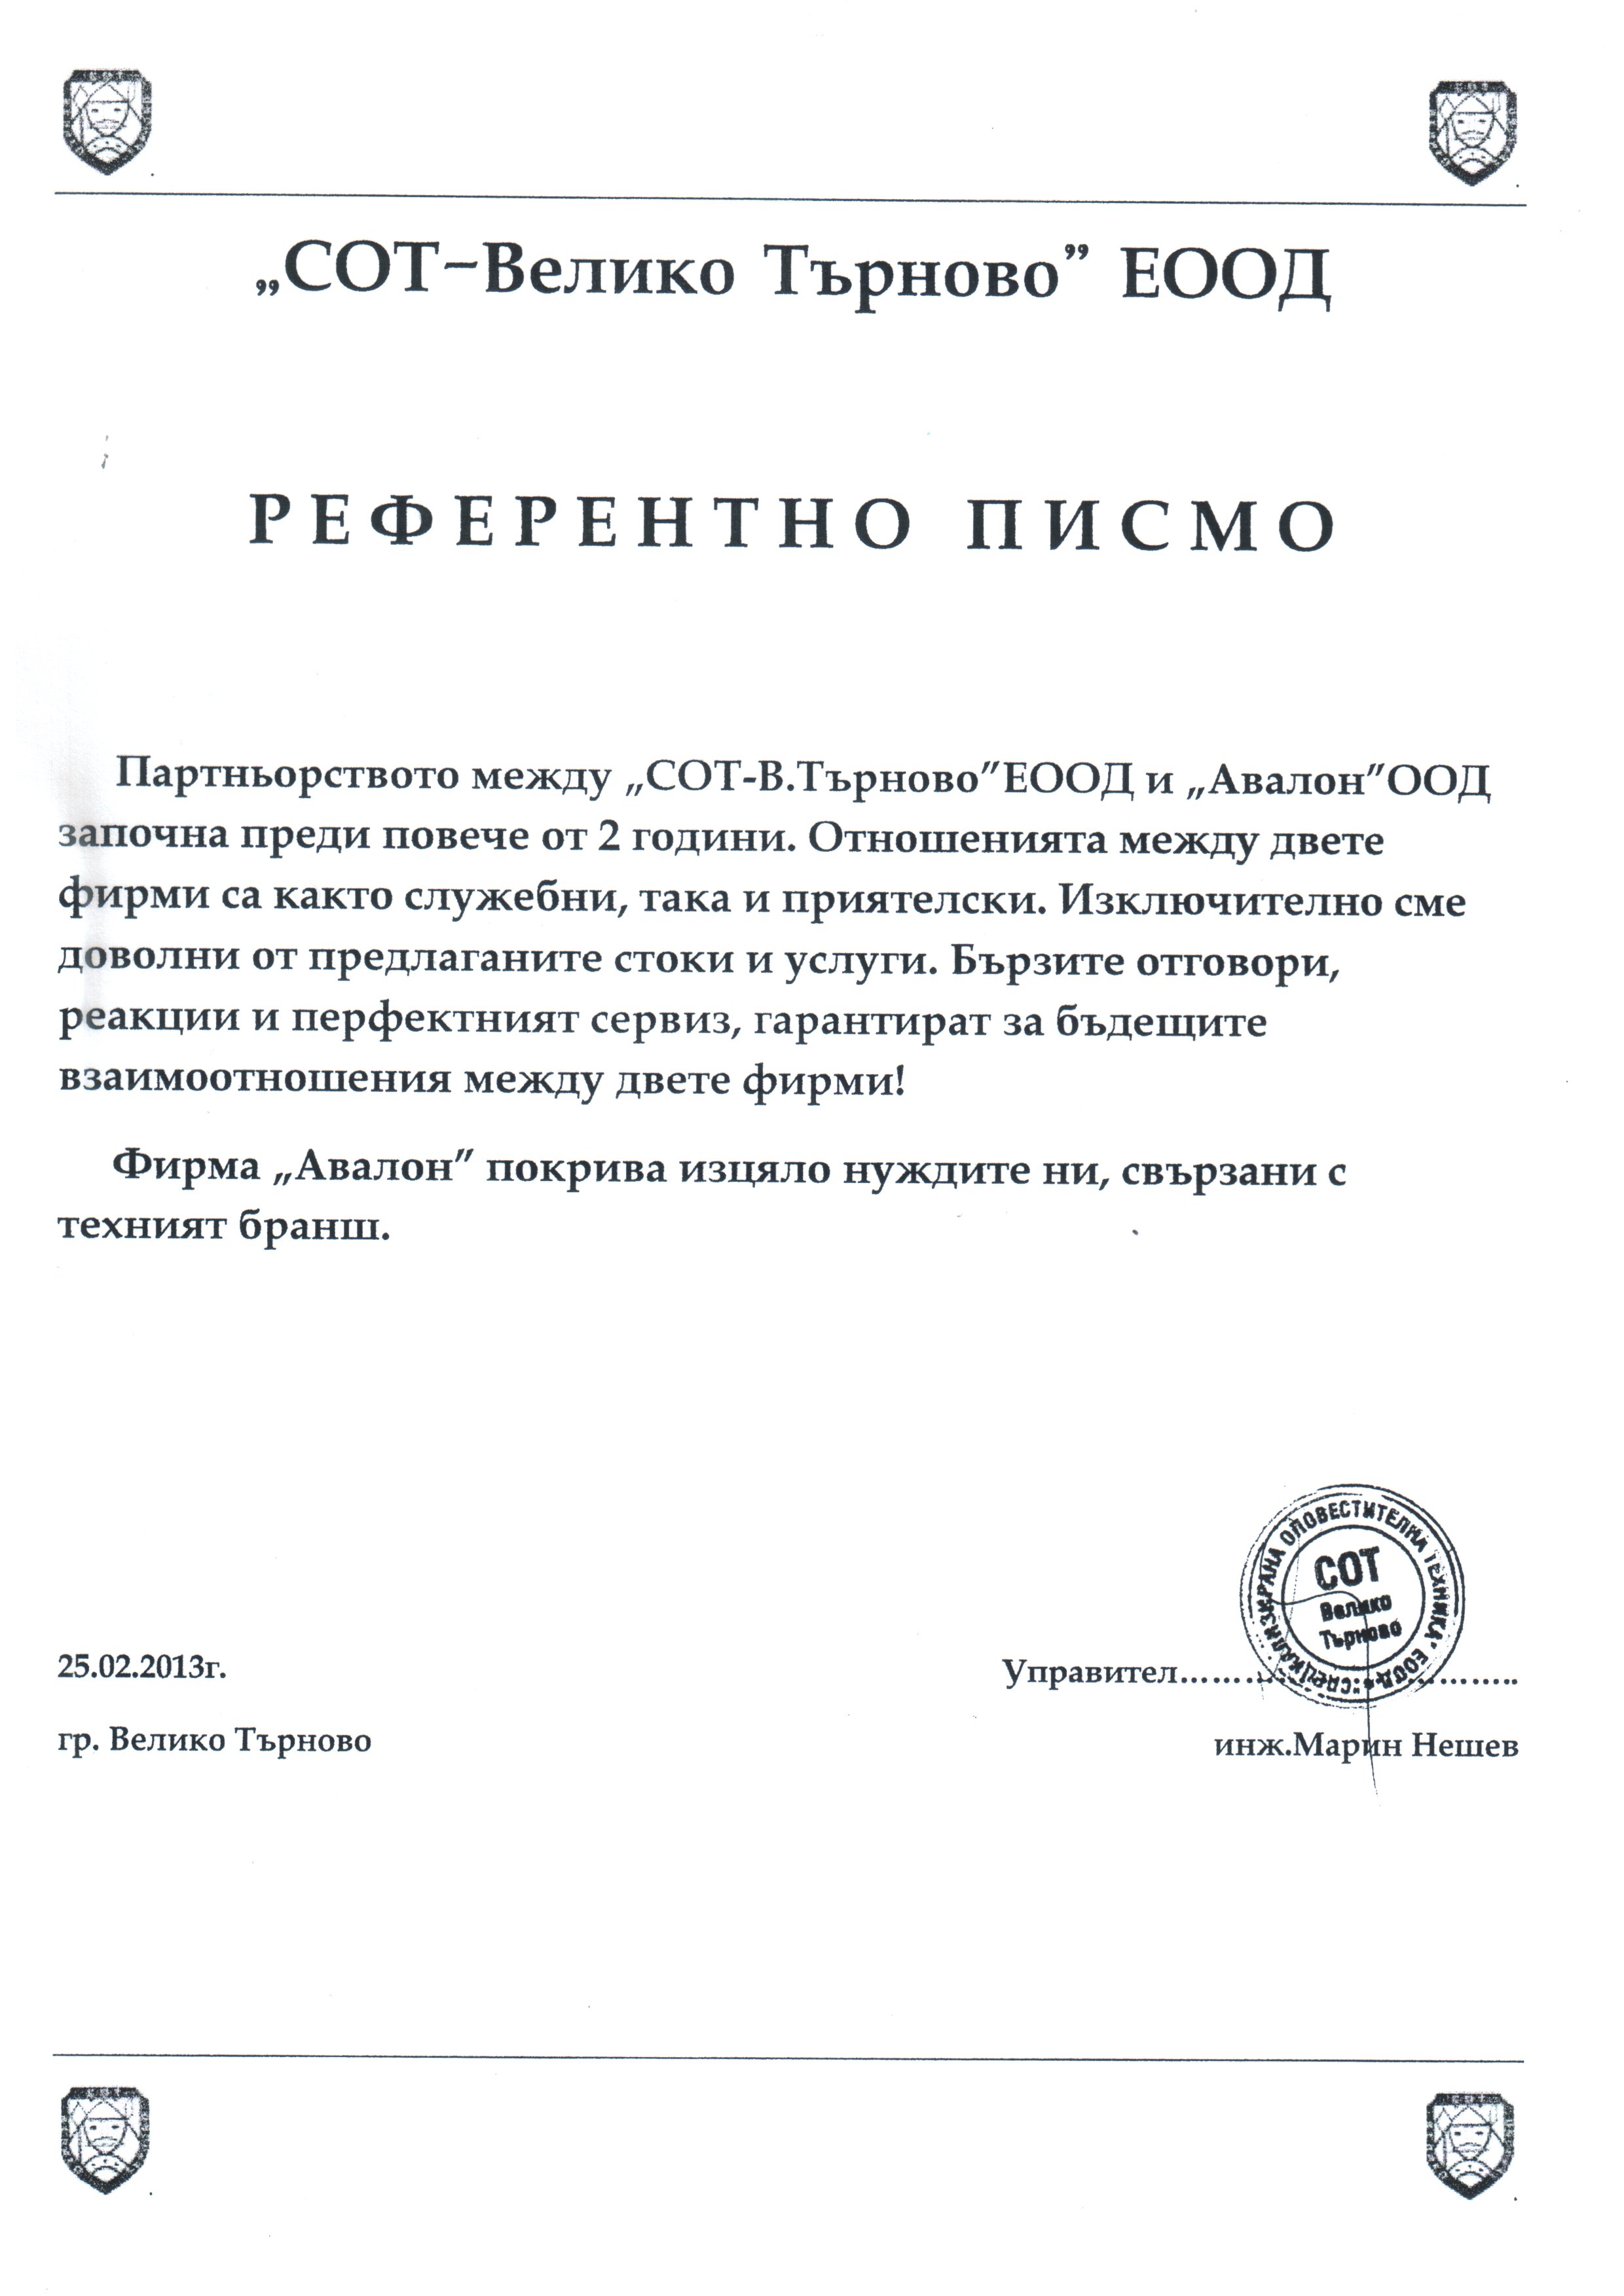 „СОТ–Велико Търново” ЕООД
РЕФЕРЕНТНО ПИСМО
Партньорството между „СОТ-В.Търново”ЕООД и „Авалон”ООД
започна преди повече от 2 години. Отношенията между двете
фирми са както служебни, така и приятелски. Изключително сме
доволни от предлаганите стоки и услуги. Бързите отговори,
реакции и перфектният сервиз, гарантират за бъдещите
взаимоотношения между двете фирми!
Фирма „Авалон” покрива изцяло нуждите ни, свързани с
техният бранш.
"СПЕЦИАЛИЗИРАНА ОПОВЕСТИТЕЛНА ТЕХНИКА" ЕООД
СОТ
Велико
Търново
25.02.2013г.
Управител......................
гр. Велико Търново
инж.Марин Нешев